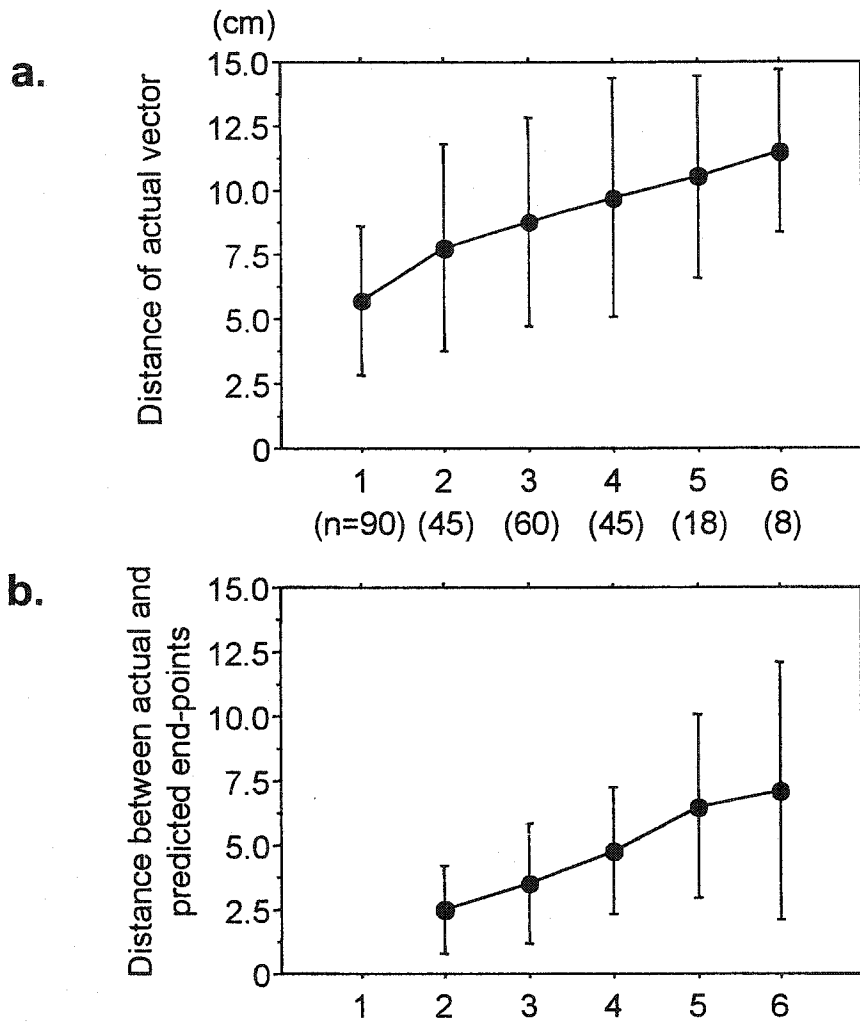 (cm)
a.
Distance of actual vector
15.0
12.5
10.0
7.5
5.0
2.5
0
1 2 3 4 5 6
(n=90) (45) (60) (45) (18) (8)
b.
Distance between actual and
predicted end-points
15.0
12.5
10.0
7.5
5.0
2.5
0
1 2 3 4 5 6